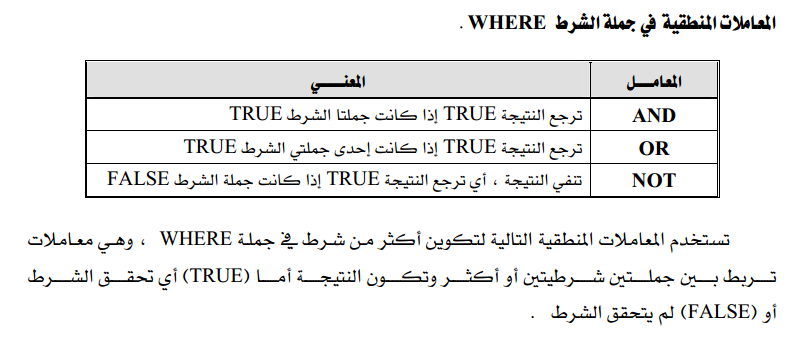 المعاملات المنطقية في جملة الشرط WHERE .
المعامـــل المعنـــــي
AND ترجع النتيجة TRUE إذا كانت جملتا الشرط TRUE
OR ترجع النتيجة TRUE إذا كانت إحدى جملتي الشرط TRUE
NOT تنفي النتيجة ، أي ترجع النتيجة TRUE إذا كانت جملة الشرط FALSE
تستخدم المعاملات المنطقية التالية لتكوين أكثر من شرط في جملة WHERE ، وهي معاملات
تربط بين جملتين شرطيتين أو أكثر وتكون النتيجة أما (TRUE) أي تحقق الشرط
أو (FALSE) لم يتحقق الشرط .